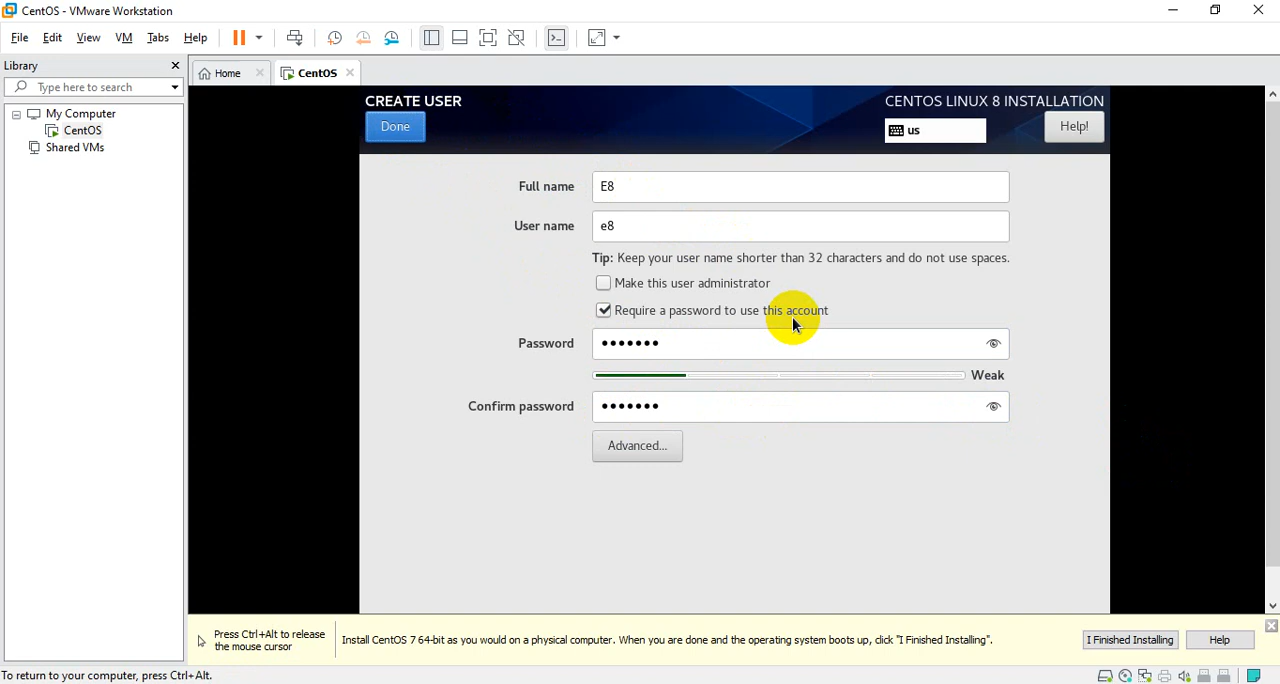 CentOS - VMware Workstation
File Edit View VM Tabs Help
Library
Type here to search
My Computer
CentOS
Shared VMs
Home
CentOS
CREATE USER
CENTOS LINUX 8 INSTALLATION
Done
us
Help!
Full name E8
User name e8
Tip: Keep your user name shorter than 32 characters and do not use spaces.
Make this user administrator
Require a password to use this account
Password •••••••
Weak
Confirm password •••••••
Advanced...
Press Ctrl+Alt to release
the mouse cursor
Install CentOS 7 64-bit as you would on a physical computer. When you are done and the operating system boots up, click "I Finished Installing".
I Finished Installing
Help
To return to your computer, press Ctrl+Alt.